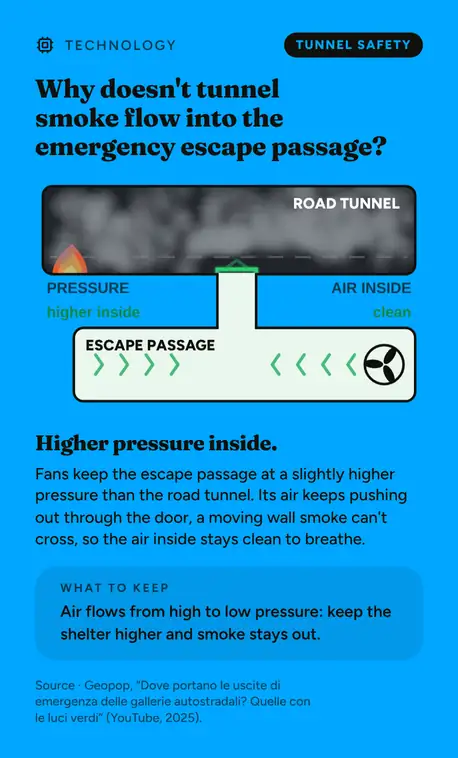 TECHNOLOGY
TUNNEL SAFETY
Why doesn't tunnel
smoke flow into the
emergency escape passage?
ROAD TUNNEL
PRESSURE
higher inside
AIR INSIDE
clean
ESCAPE PASSAGE
Higher pressure inside.
Fans keep the escape passage at a slightly higher
pressure than the road tunnel. Its air keeps pushing
out through the door, a moving wall smoke can't
cross, so the air inside stays clean to breathe.
WHAT TO KEEP
Air flows from high to low pressure: keep the
shelter higher and smoke stays out.
Source · Geopop, "Dove portano le uscite di
emergenza delle gallerie autostradali? Quelle con
le luci verdi" (YouTube, 2025).